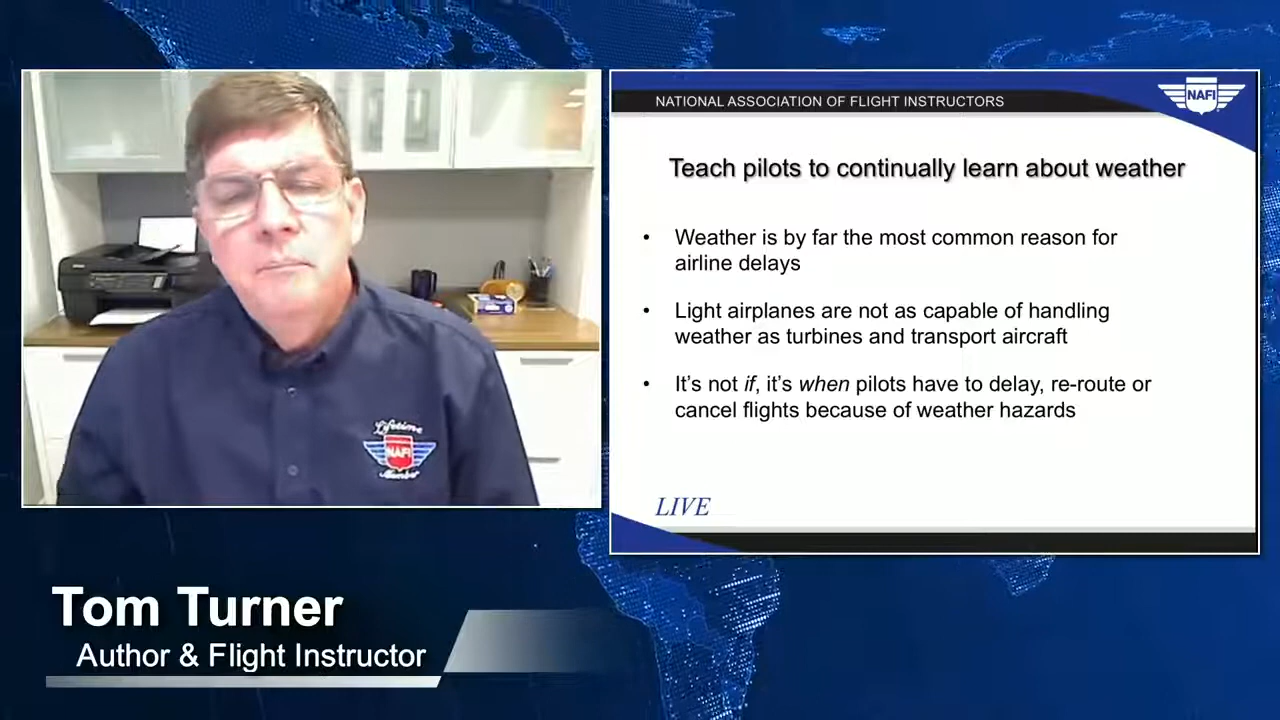 NATIONAL ASSOCIATION OF FLIGHT INSTRUCTORS
NAFI
Teach pilots to continually learn about weather
• Weather is by far the most common reason for
airline delays
• Light airplanes are not as capable of handling
weather as turbines and transport aircraft
• It’s not if, it’s when pilots have to delay, re-route or
cancel flights because of weather hazards
LIVE
Lifetime
NAFI
Member
Tom Turner
Author & Flight Instructor